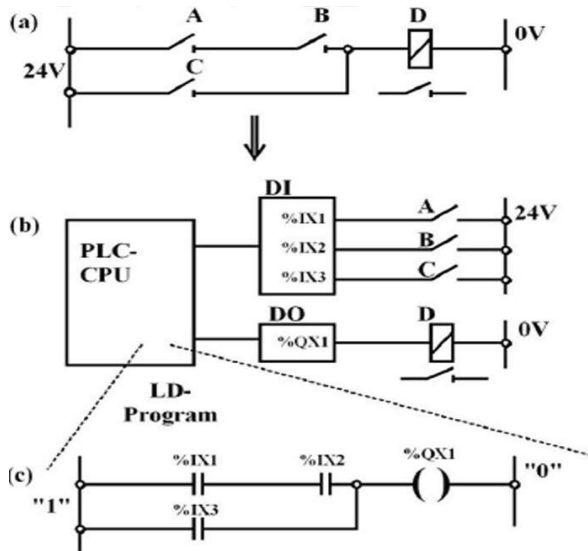 (a)
A
B
D
0V
24V
C
DI
(b)
PLC-
CPU
%IX1
A
24V
%IX2
B
%IX3
C
DO
D
0V
%QX1
LD-
Program
(c)
%IX1
%IX2
%QX1
"0"
"1"
%IX3